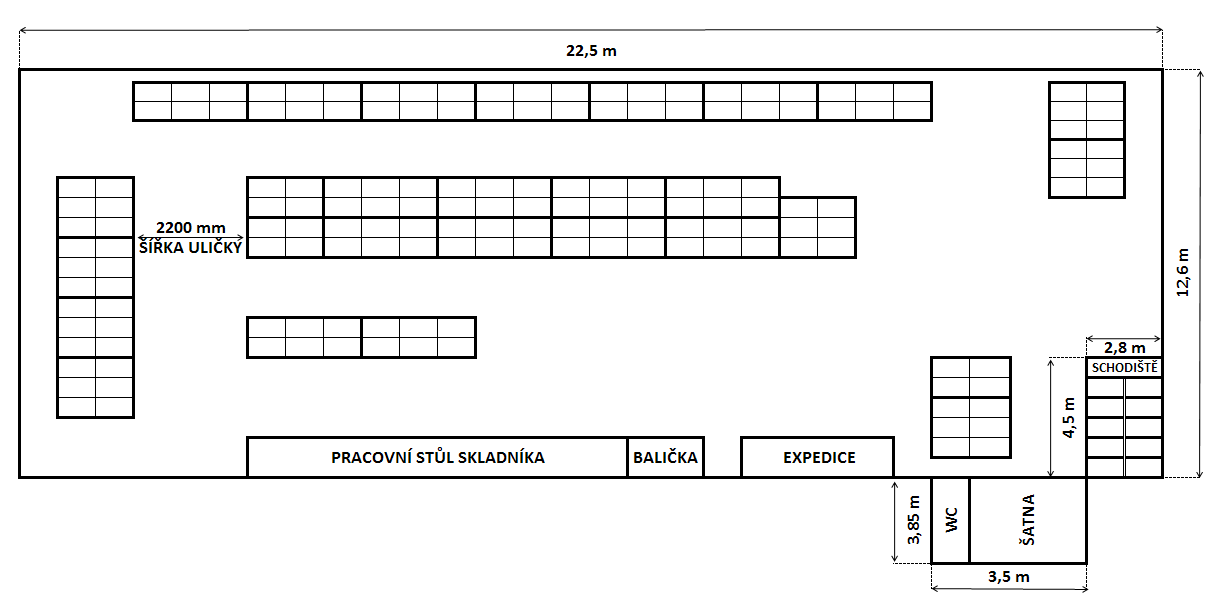 22,5 m
2200 mm
ŠÍŘKA ULIČKY
12,6 m
2,8 m
SCHODIŠTĚ
4,5 m
PRACOVNÍ STŮL SKLADNÍKA
BALIČKA
EXPEDICE
3,85 m
WC
ŠATNA
3,5 m